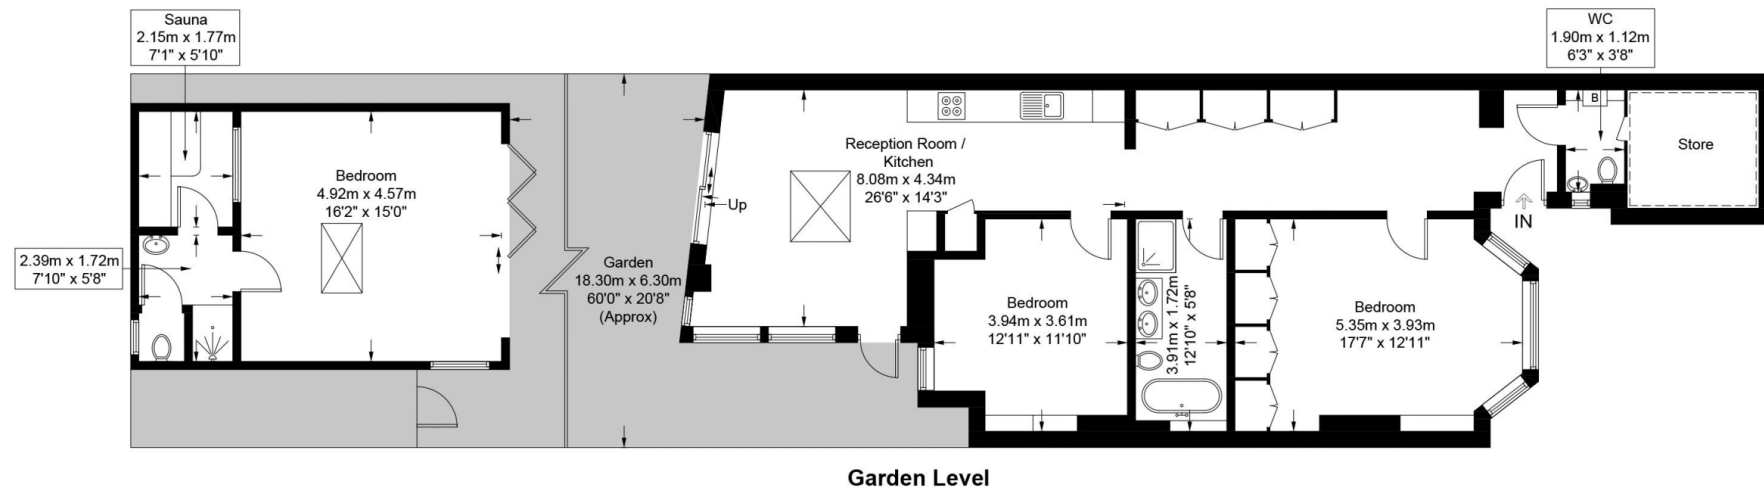 Sauna
2.15m x 1.77m
7'1" x 5'10"
WC
1.90m x 1.12m
6'3" x 3'8"
B
Store
Reception Room /
Kitchen
8.08m x 4.34m
26'6" x 14'3"
Bedroom
4.92m x 4.57m
16'2" x 15'0"
Up
IN
2.39m x 1.72m
7'10" x 5'8"
Garden
18.30m x 6.30m
60'0" x 20'8"
(Approx)
Bedroom
3.94m x 3.61m
12'11" x 11'10"
3.91m x 1.72m
12'10" x 5'8"
Bedroom
5.35m x 3.93m
17'7" x 12'11"
Garden Level